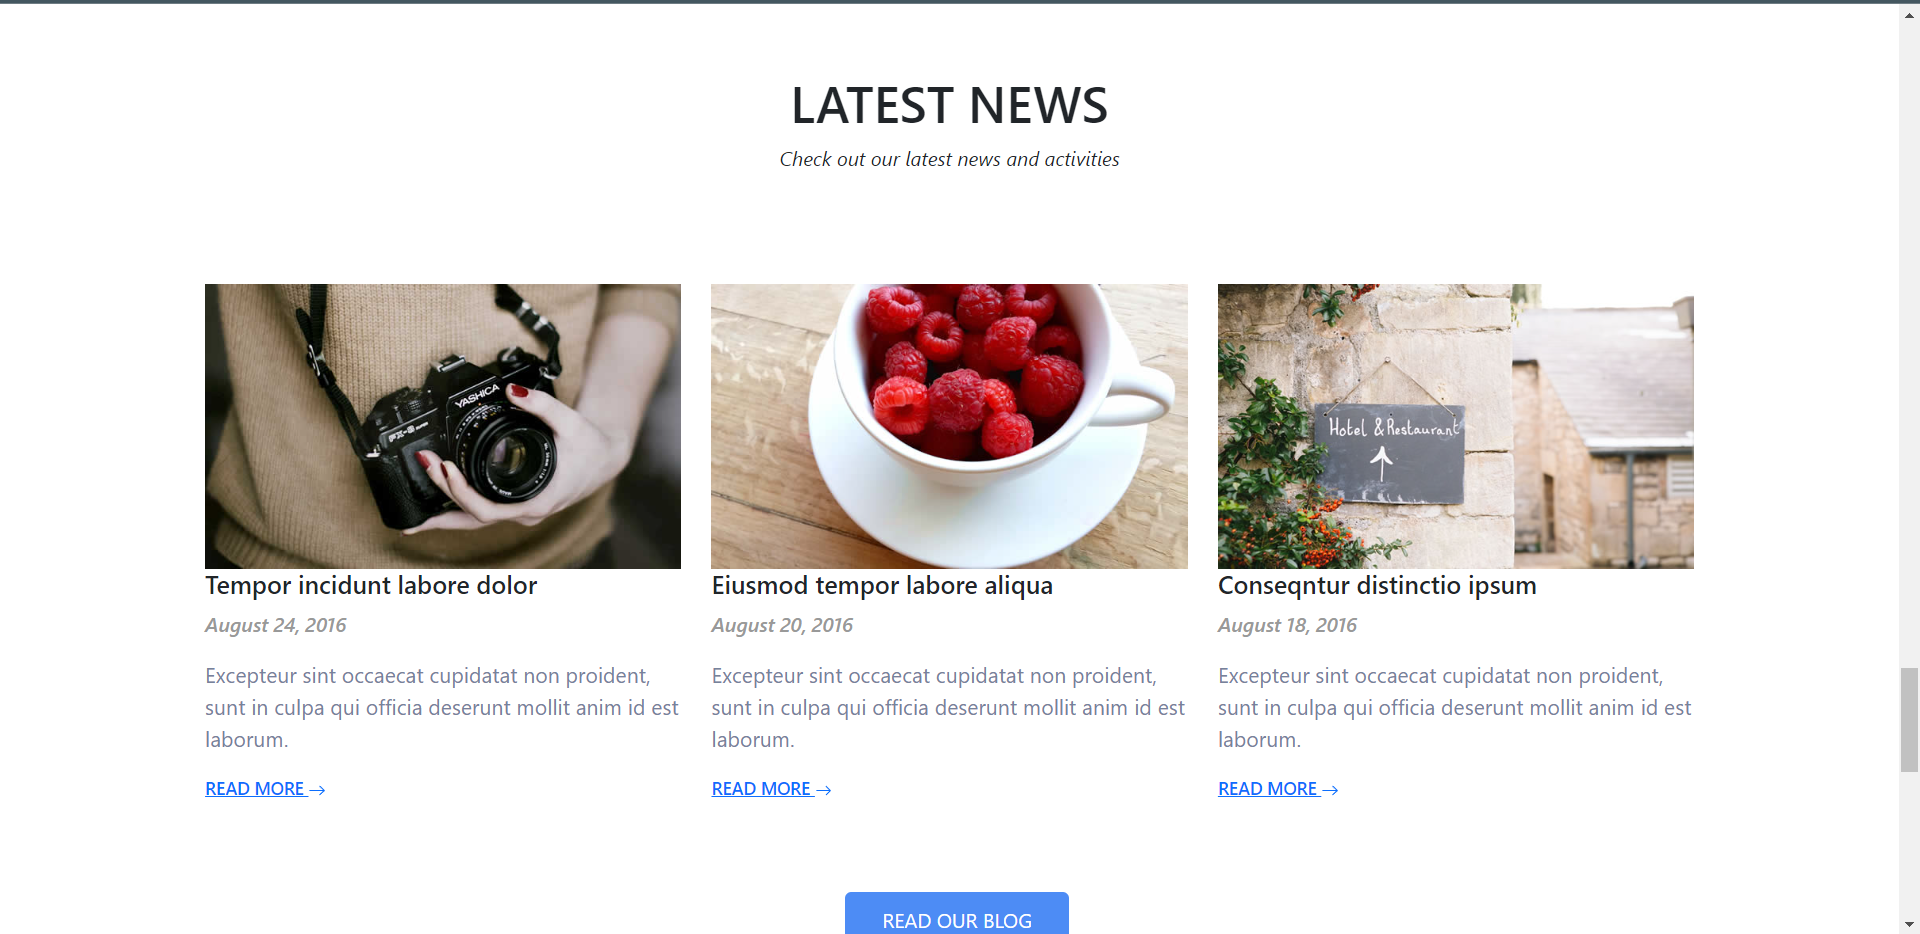 LATEST NEWS
Check out our latest news and activities
YASHICA
FX-3 SUPER
Hotel & Restaurant
Tempor incidunt labore dolor
August 24, 2016
Excepteur sint occaecat cupidatat non proident,
sunt in culpa qui officia deserunt mollit anim id est
laborum.
READ MORE →
Eiusmod tempor labore aliqua
August 20, 2016
Excepteur sint occaecat cupidatat non proident,
sunt in culpa qui officia deserunt mollit anim id est
laborum.
READ MORE →
Conseqntur distinctio ipsum
August 18, 2016
Excepteur sint occaecat cupidatat non proident,
sunt in culpa qui officia deserunt mollit anim id est
laborum.
READ MORE →
READ OUR BLOG